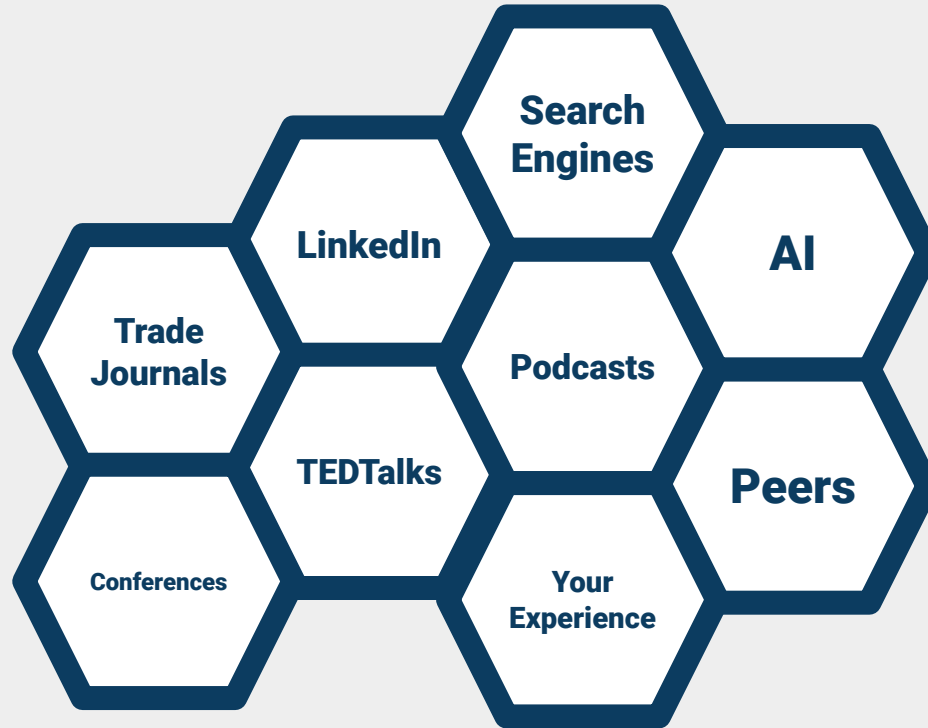 Search
Engines
LinkedIn
AI
Trade
Journals
Podcasts
TEDTalks
Peers
Conferences
Your
Experience